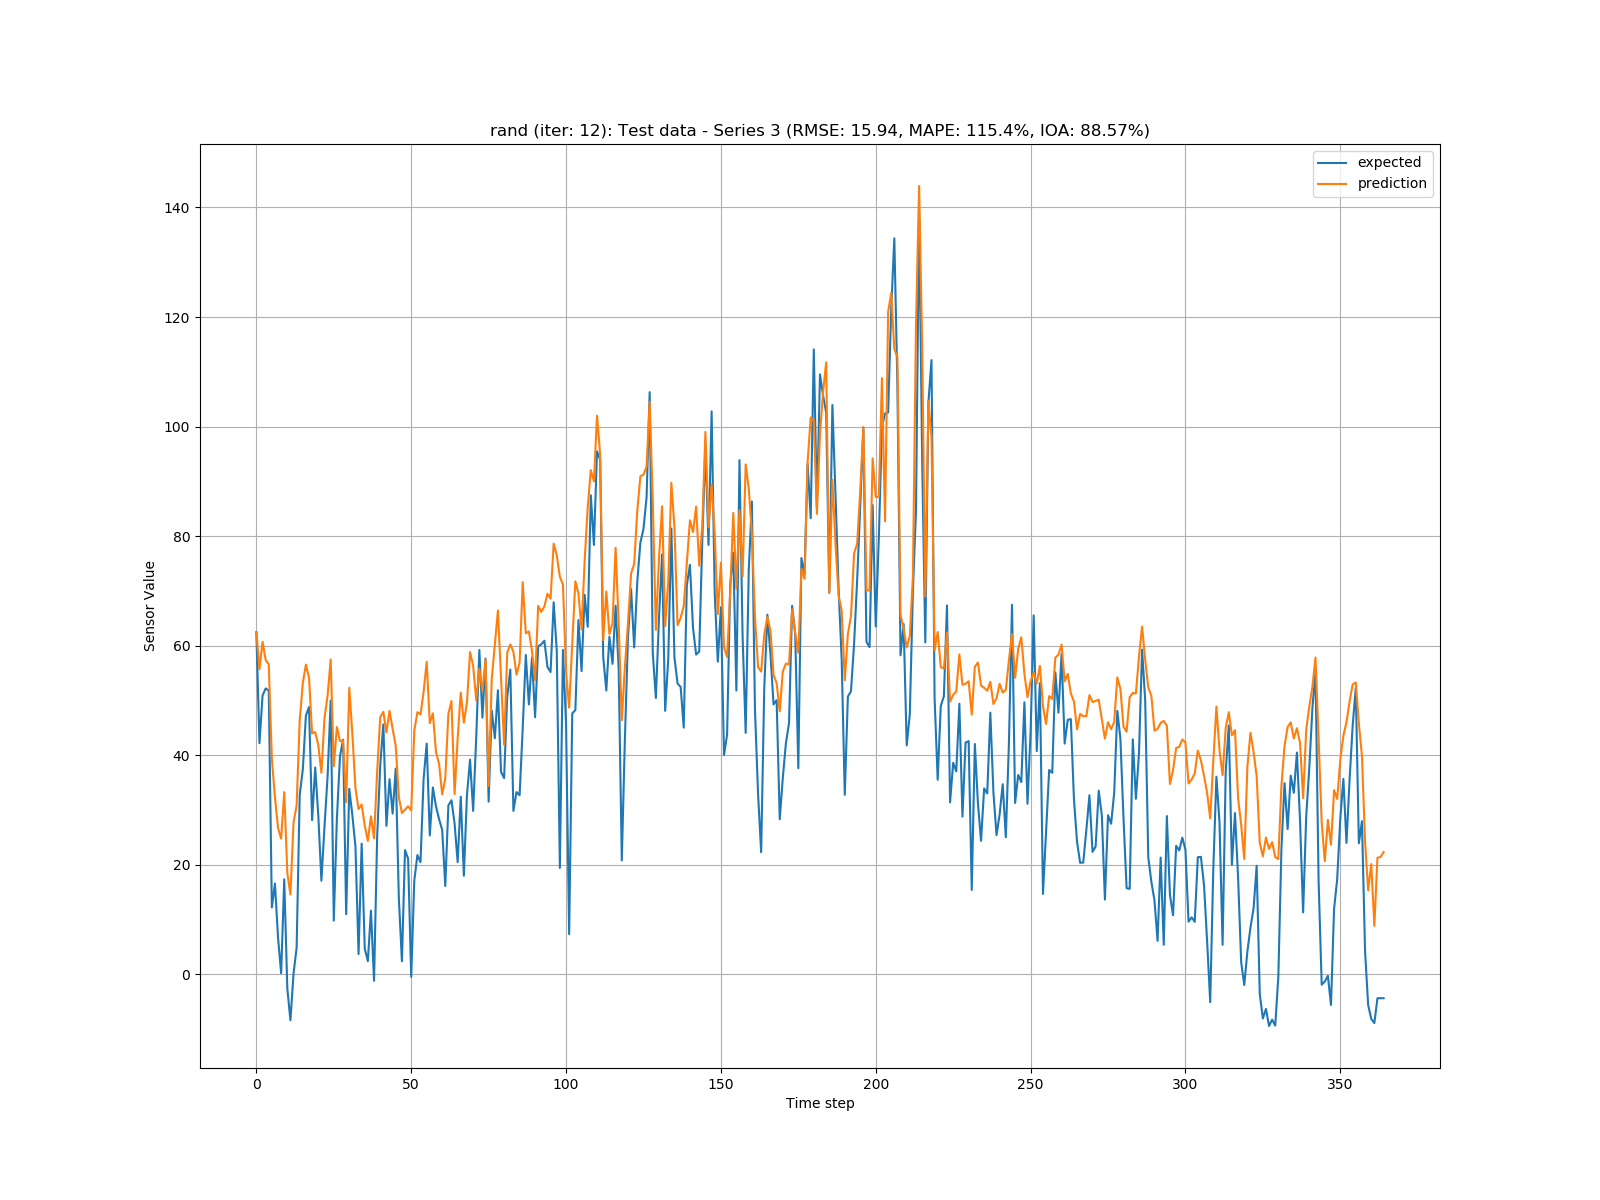 rand (iter: 12): Test data - Series 3 (RMSE: 15.94, MAPE: 115.4%, IOA: 88.57%)
expected
prediction
140
120
100
80
60
40
20
0
Sensor Value
0 50 100 150 200 250 300 350
Time step